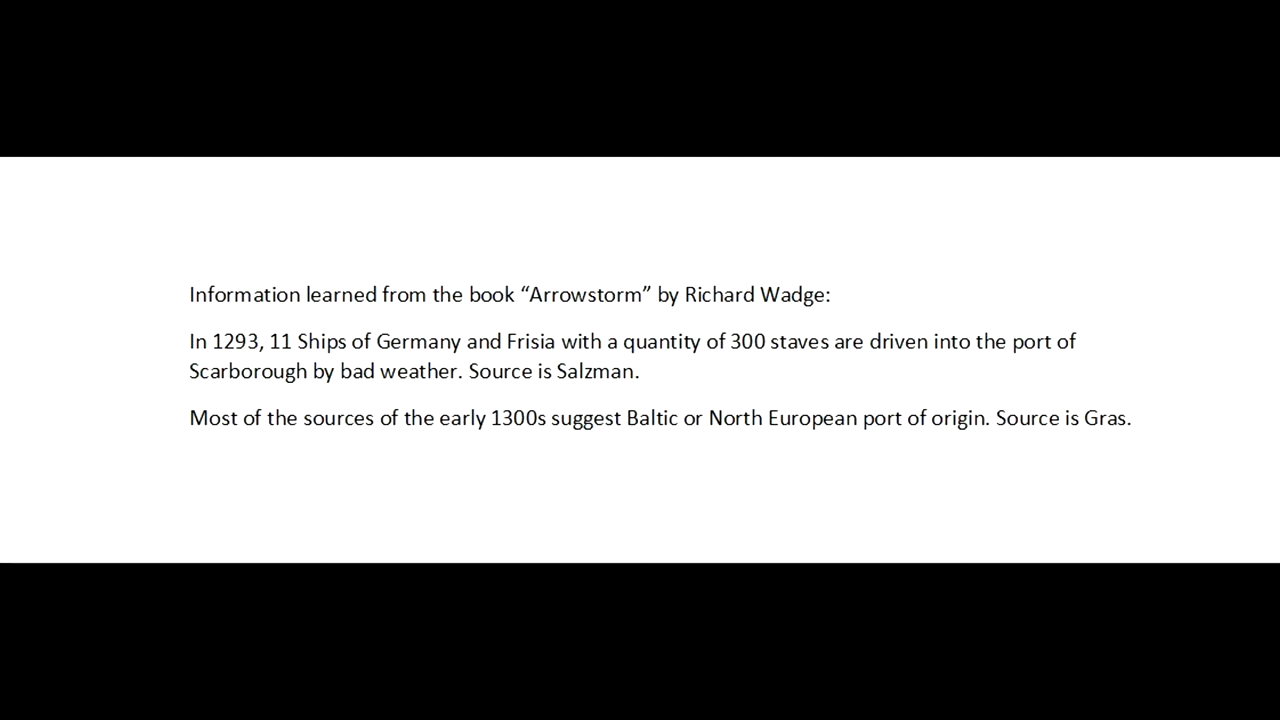 Information learned from the book “Arrowstorm” by Richard Wadge:
In 1293, 11 Ships of Germany and Frisia with a quantity of 300 staves are driven into the port of
Scarborough by bad weather. Source is Salzman.
Most of the sources of the early 1300s suggest Baltic or North European port of origin. Source is Gras.